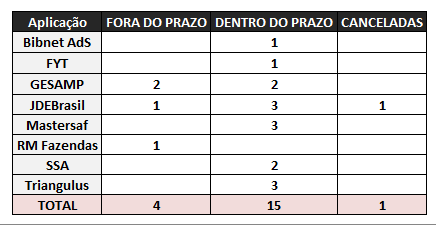 Aplicação FORA DO PRAZO DENTRO DO PRAZO CANCELADAS
Bibnet AdS 1
FYT 1
GESAMP 2 2
JDEBrasil 1 3 1
Mastersaf 3
RM Fazendas 1
SSA 2
Triangulus 3
TOTAL 4 15 1